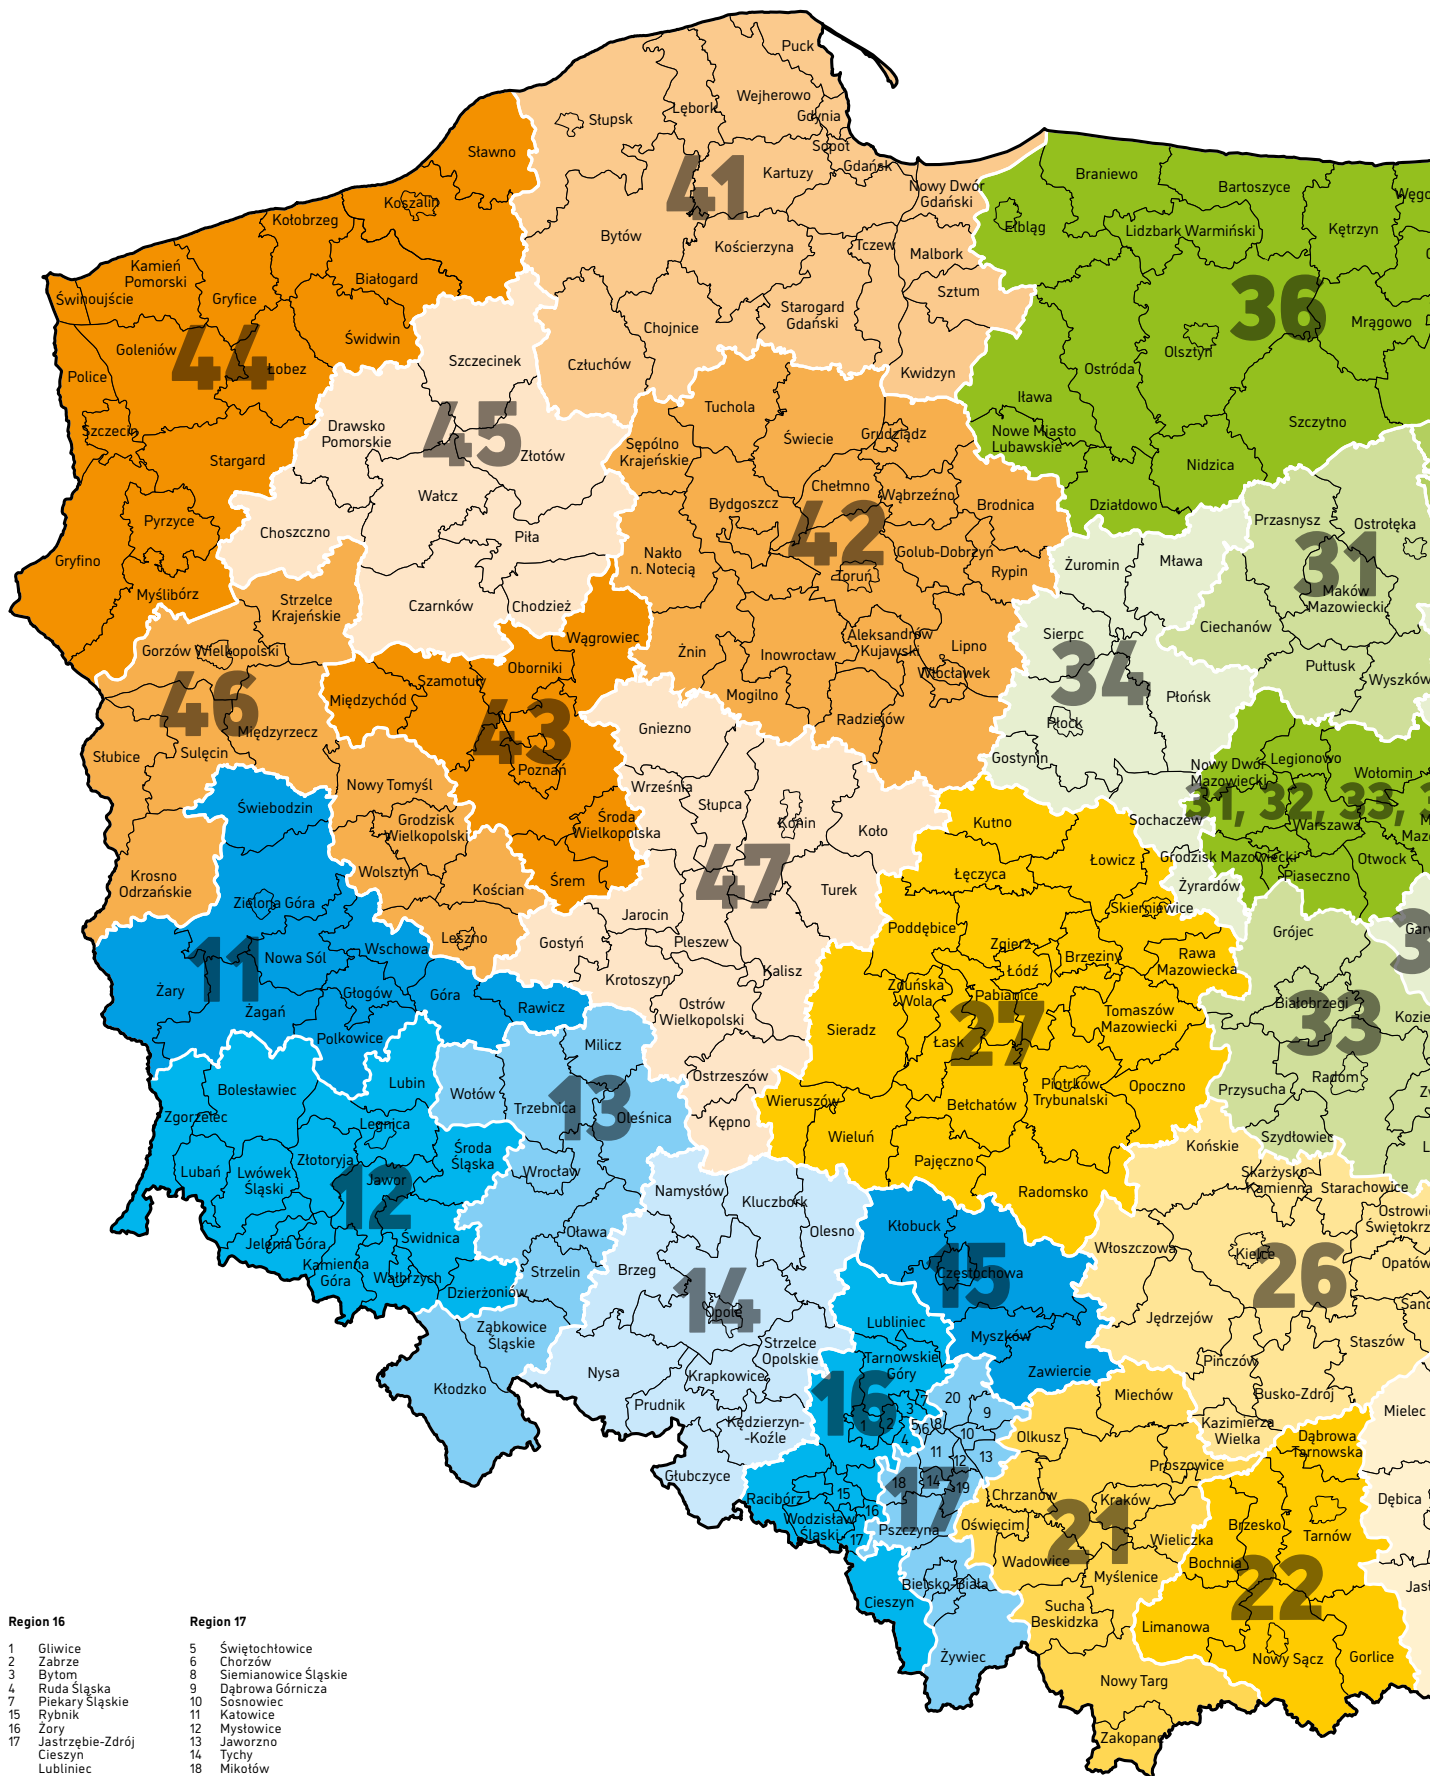 Puck
Wejherowo
Lębork
Słupsk
Gdynia
Sopot
Gdańsk
Sławno
41
Kartuzy
Nowy Dwór
Gdański
Braniewo
Bartoszyce
Koszalin
Kołobrzeg
Elbląg
Lidzbark Warmiński
Kętrzyn
Bytów
Kościerzyna
Tczew
Malbork
Kamień
Pomorski
Świnoujście
Gryfice
Białogard
Sztum
36
Starogard
Gdański
Chojnice
Mrągowo
Goleniów
44
Świdwin
Łobez
Szczecinek
Człuchów
Kwidzyn
Olsztyn
Ostróda
Police
Iława
Tuchola
Szczecin
Drawsko
Pomorskie
45
Złotów
Sępólno
Krajeńskie
Świecie
Grudziądz
Nowe Miasto
Lubawskie
Szczytno
Stargard
Nidzica
Wałcz
Chełmno
Bydgoszcz
Wąbrzeźno
Brodnica
Działdowo
Pyrzyce
Choszczno
Piła
42
Przasnysz
Ostrołęka
Gryfino
Nakło
n. Notecią
Golub-Dobrzyń
Toruń
Rypin
Żuromin
Mława
31
Myślibórz
Strzelce
Krajeńskie
Czarnków
Chodzież
Maków
Mazowiecki
Ciechanów
Wągrowiec
Gorzów Wielkopolski
Żnin
Inowrocław
Aleksandrów
Kujawski
Lipno
Sierpc
Oborniki
Szamotuły
Włocławek
34
Pułtusk
Wyszków
Międzychód
46
Mogilno
Płońsk
Radziejów
Płock
43
Gniezno
Międzyrzecz
Słubice
Sulęcin
Poznań
Gostynin
Nowy Dwór
Mazowiecki
Legionowo
Wołomin
Nowy Tomyśl
Września
Słupca
Świebodzin
Grodzisk
Wielkopolski
Środa
Wielkopolska
Konin
Koło
Kutno
Sochaczew
Warszawa
Łowicz
Grodzisk Mazowiecki
Otwock
Krosno
Odrzańskie
Wolsztyn
Kościan
Śrem
47
Turek
Łęczyca
Żyrardów
Piaseczno
Zielona Góra
Jarocin
Skierniewice
Leszno
Gostyń
Pleszew
Poddębice
Grójec
Wschowa
Nowa Sól
11
Zgierz
Brzeziny
Rawa
Mazowiecka
Krotoszyn
Kalisz
Łódź
Żary
Głogów
Góra
Zduńska
Wola
Pabianice
Żagań
Rawicz
Ostrów
Wielkopolski
Białobrzegi
Tomaszów
Mazowiecki
Sieradz
27
33
Polkowice
Łask
Milicz
Ostrzeszów
Radom
Lubin
Bolesławiec
Wołów
Piotrków
Trybunalski
Opoczno
Przysucha
Trzebnica
13
Oleśnica
Wieruszów
Bełchatów
Zgorzelec
Legnica
Kępno
Wieluń
Szydłowiec
Końskie
Środa
Śląska
Złotoryja
Lubań
Lwówek
Śląski
Jawor
12
Wrocław
Pajęczno
Radomsko
Skarżysko-
Kamienna
Starachowice
Namysłów
Kluczbork
Olesno
Kłobuck
Oława
Świdnica
Jelenia Góra
Włoszczowa
Kielce
26
Kamienna
Góra
Wałbrzych
Strzelin
Brzeg
Częstochowa
15
Dzierżoniów
14
Opole
Jędrzejów
Lubliniec
Ząbkowice
Śląskie
Myszków
Staszów
Strzelce
Opolskie
Tarnowskie
Góry
Pińczów
Nysa
Krapkowice
Zawiercie
Kłodzko
16
Busko-Zdrój
Miechów
Prudnik
Mielec
Kędzierzyn-
-Koźle
Kazimierza
Wielka
Olkusz
Dąbrowa
Tarnowska
Głubczyce
Proszowice
17
Racibórz
Chrzanów
Kraków
Dębica
Wodzisław
Śląski
Pszczyna
Oświęcim
21
Brzesko
Tarnów
Wieliczka
Wadowice
Bochnia
Bielsko-Biała
Myślenice
22
Cieszyn
Sucha
Beskidzka
Limanowa
Żywiec
Nowy Sącz
Gorlice
Nowy Targ
Zakopane
Region 16
1 Gliwice
2 Zabrze
3 Bytom
4 Ruda Śląska
7 Piekary Śląskie
15 Rybnik
16 Żory
17 Jastrzębie-Zdrój
Cieszyn
Lubliniec
Region 17
5 Świętochłowice
6 Chorzów
8 Siemianowice Śląskie
9 Dąbrowa Górnicza
10 Sosnowiec
11 Katowice
12 Mysłowice
13 Jaworzno
14 Tychy
18 Mikołów